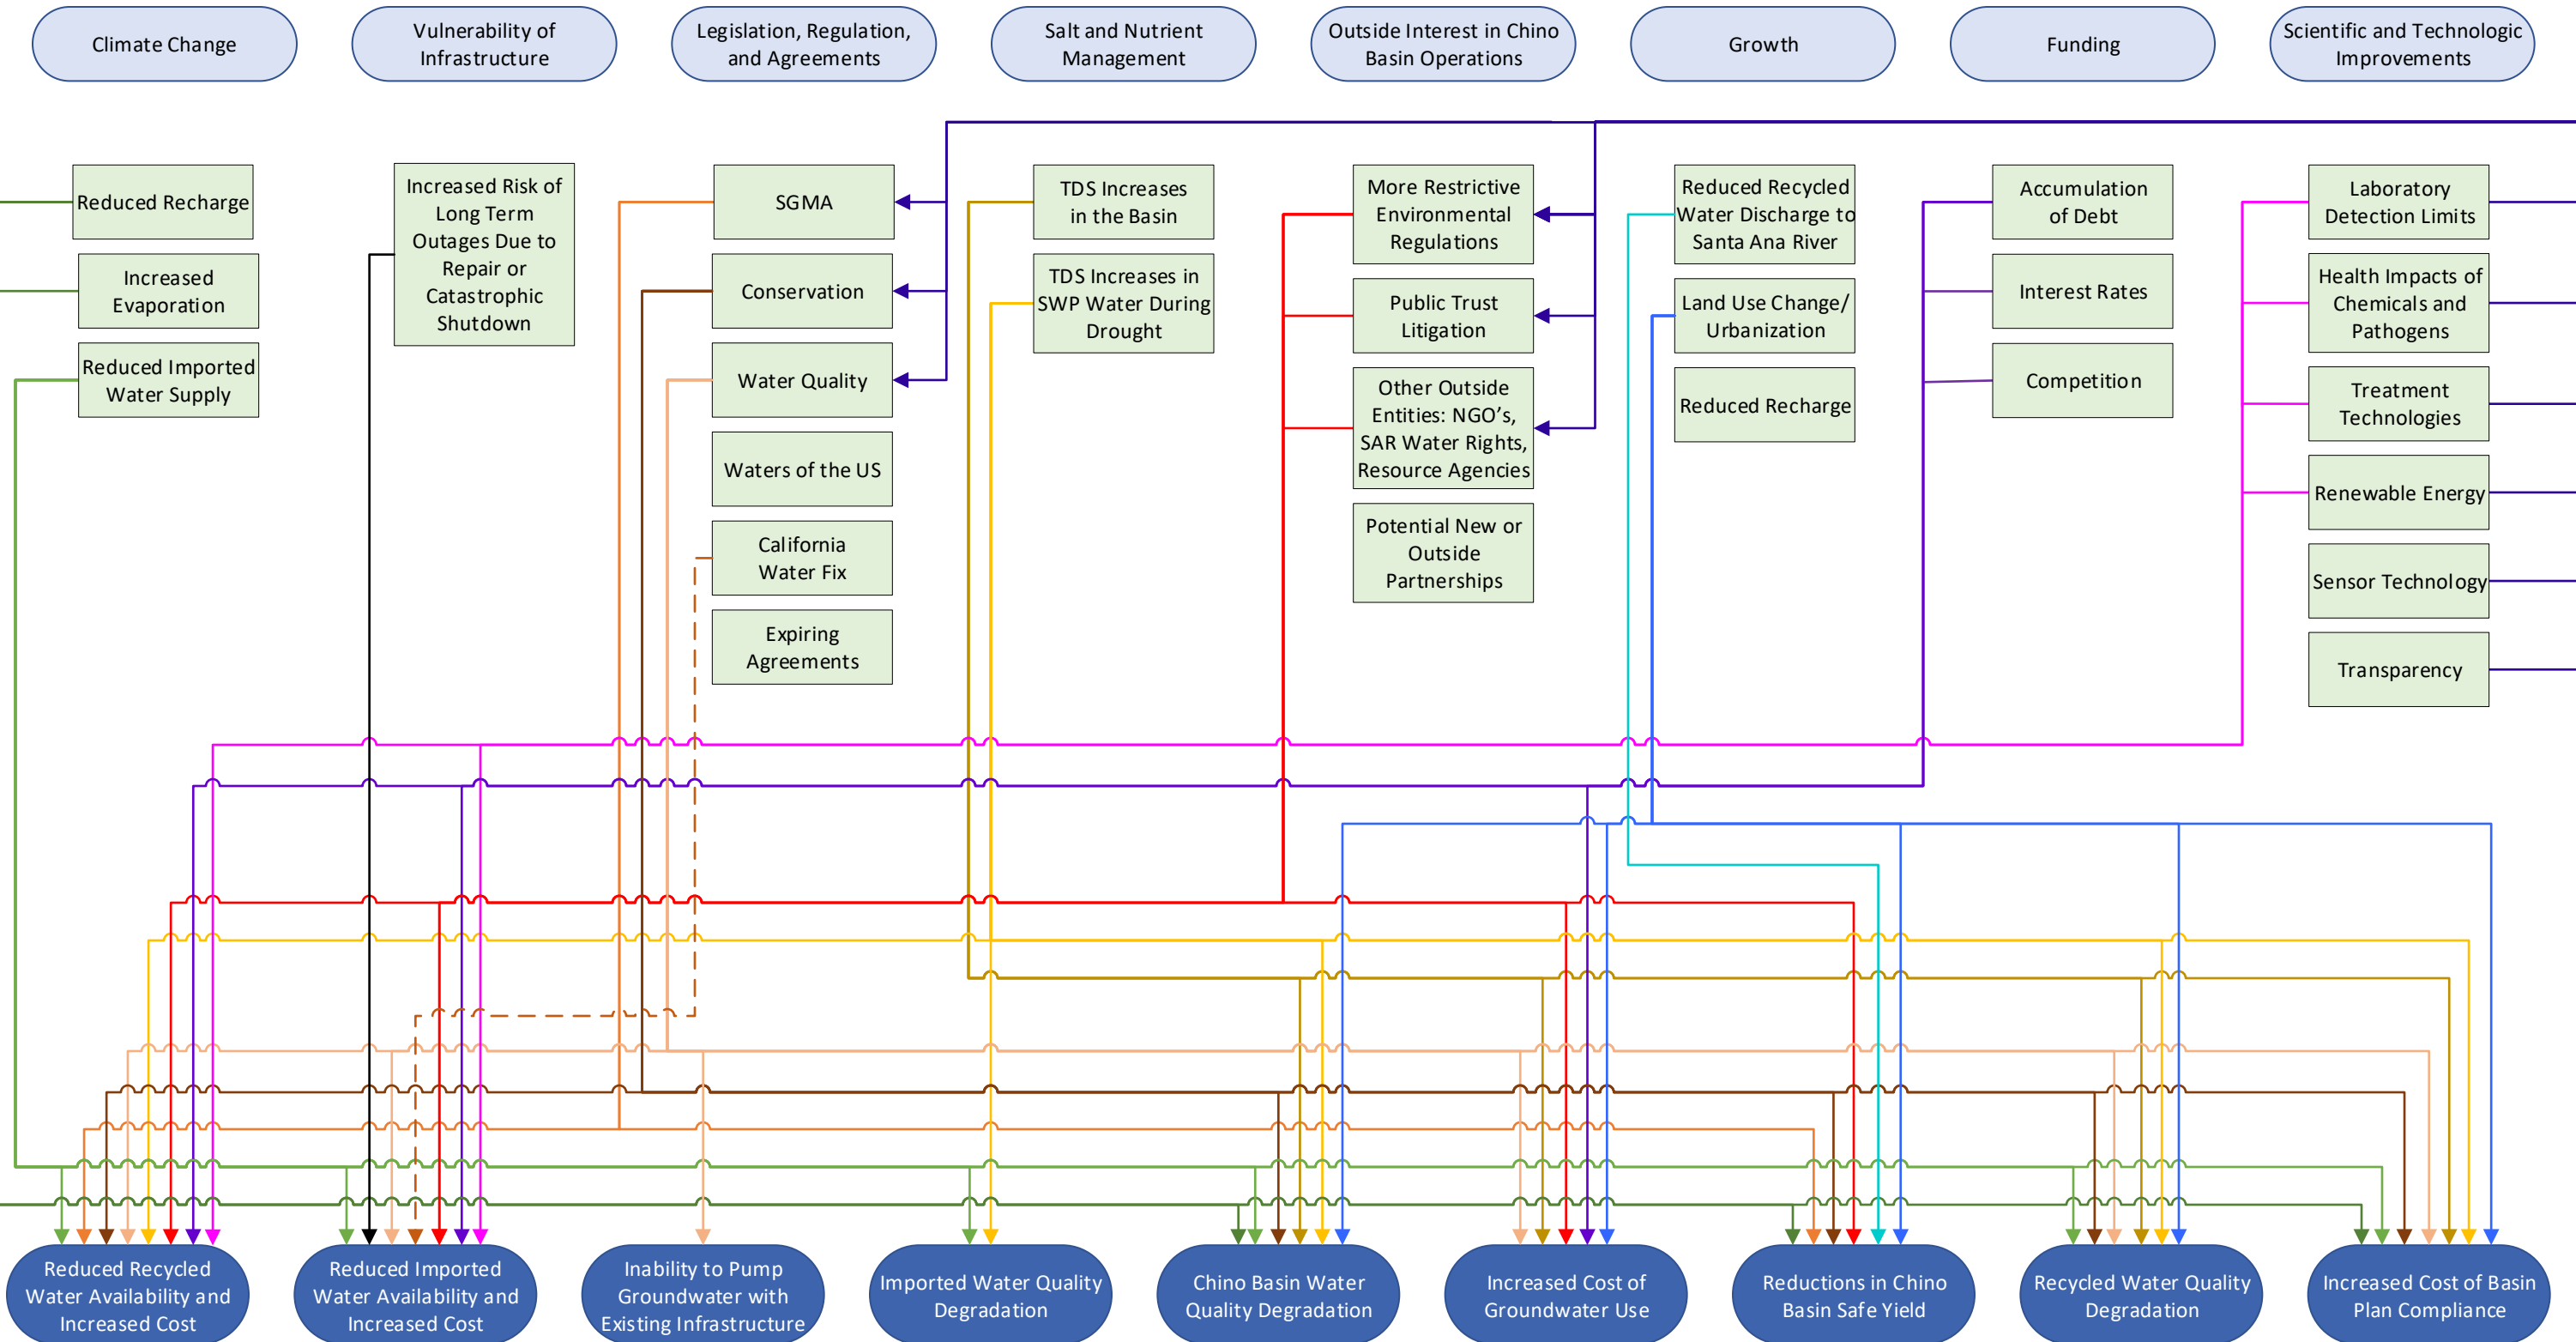 Climate Change
Vulnerability of
Infrastructure
Legislation, Regulation,
and Agreements
Salt and Nutrient
Management
Outside Interest in Chino
Basin Operations
Growth
Funding
Scientific and Technologic
Improvements
Reduced Recharge
Increased
Evaporation
Reduced Imported
Water Supply
Increased Risk of
Long Term
Outages Due to
Repair or
Catastrophic
Shutdown
SGMA
Conservation
Water Quality
Waters of the US
California
Water Fix
Expiring
Agreements
TDS Increases
in the Basin
TDS Increases in
SWP Water During
Drought
More Restrictive
Environmental
Regulations
Public Trust
Litigation
Other Outside
Entities: NGO’s,
SAR Water Rights,
Resource Agencies
Potential New or
Outside
Partnerships
Reduced Recycled
Water Discharge to
Santa Ana River
Land Use Change/
Urbanization
Reduced Recharge
Accumulation
of Debt
Interest Rates
Competition
Laboratory
Detection Limits
Health Impacts of
Chemicals and
Pathogens
Treatment
Technologies
Renewable Energy
Sensor Technology
Transparency
Reduced Recycled
Water Availability and
Increased Cost
Reduced Imported
Water Availability and
Increased Cost
Inability to Pump
Groundwater with
Existing Infrastructure
Imported Water Quality
Degradation
Chino Basin Water
Quality Degradation
Increased Cost of
Groundwater Use
Reductions in Chino
Basin Safe Yield
Recycled Water Quality
Degradation
Increased Cost of Basin
Plan Compliance